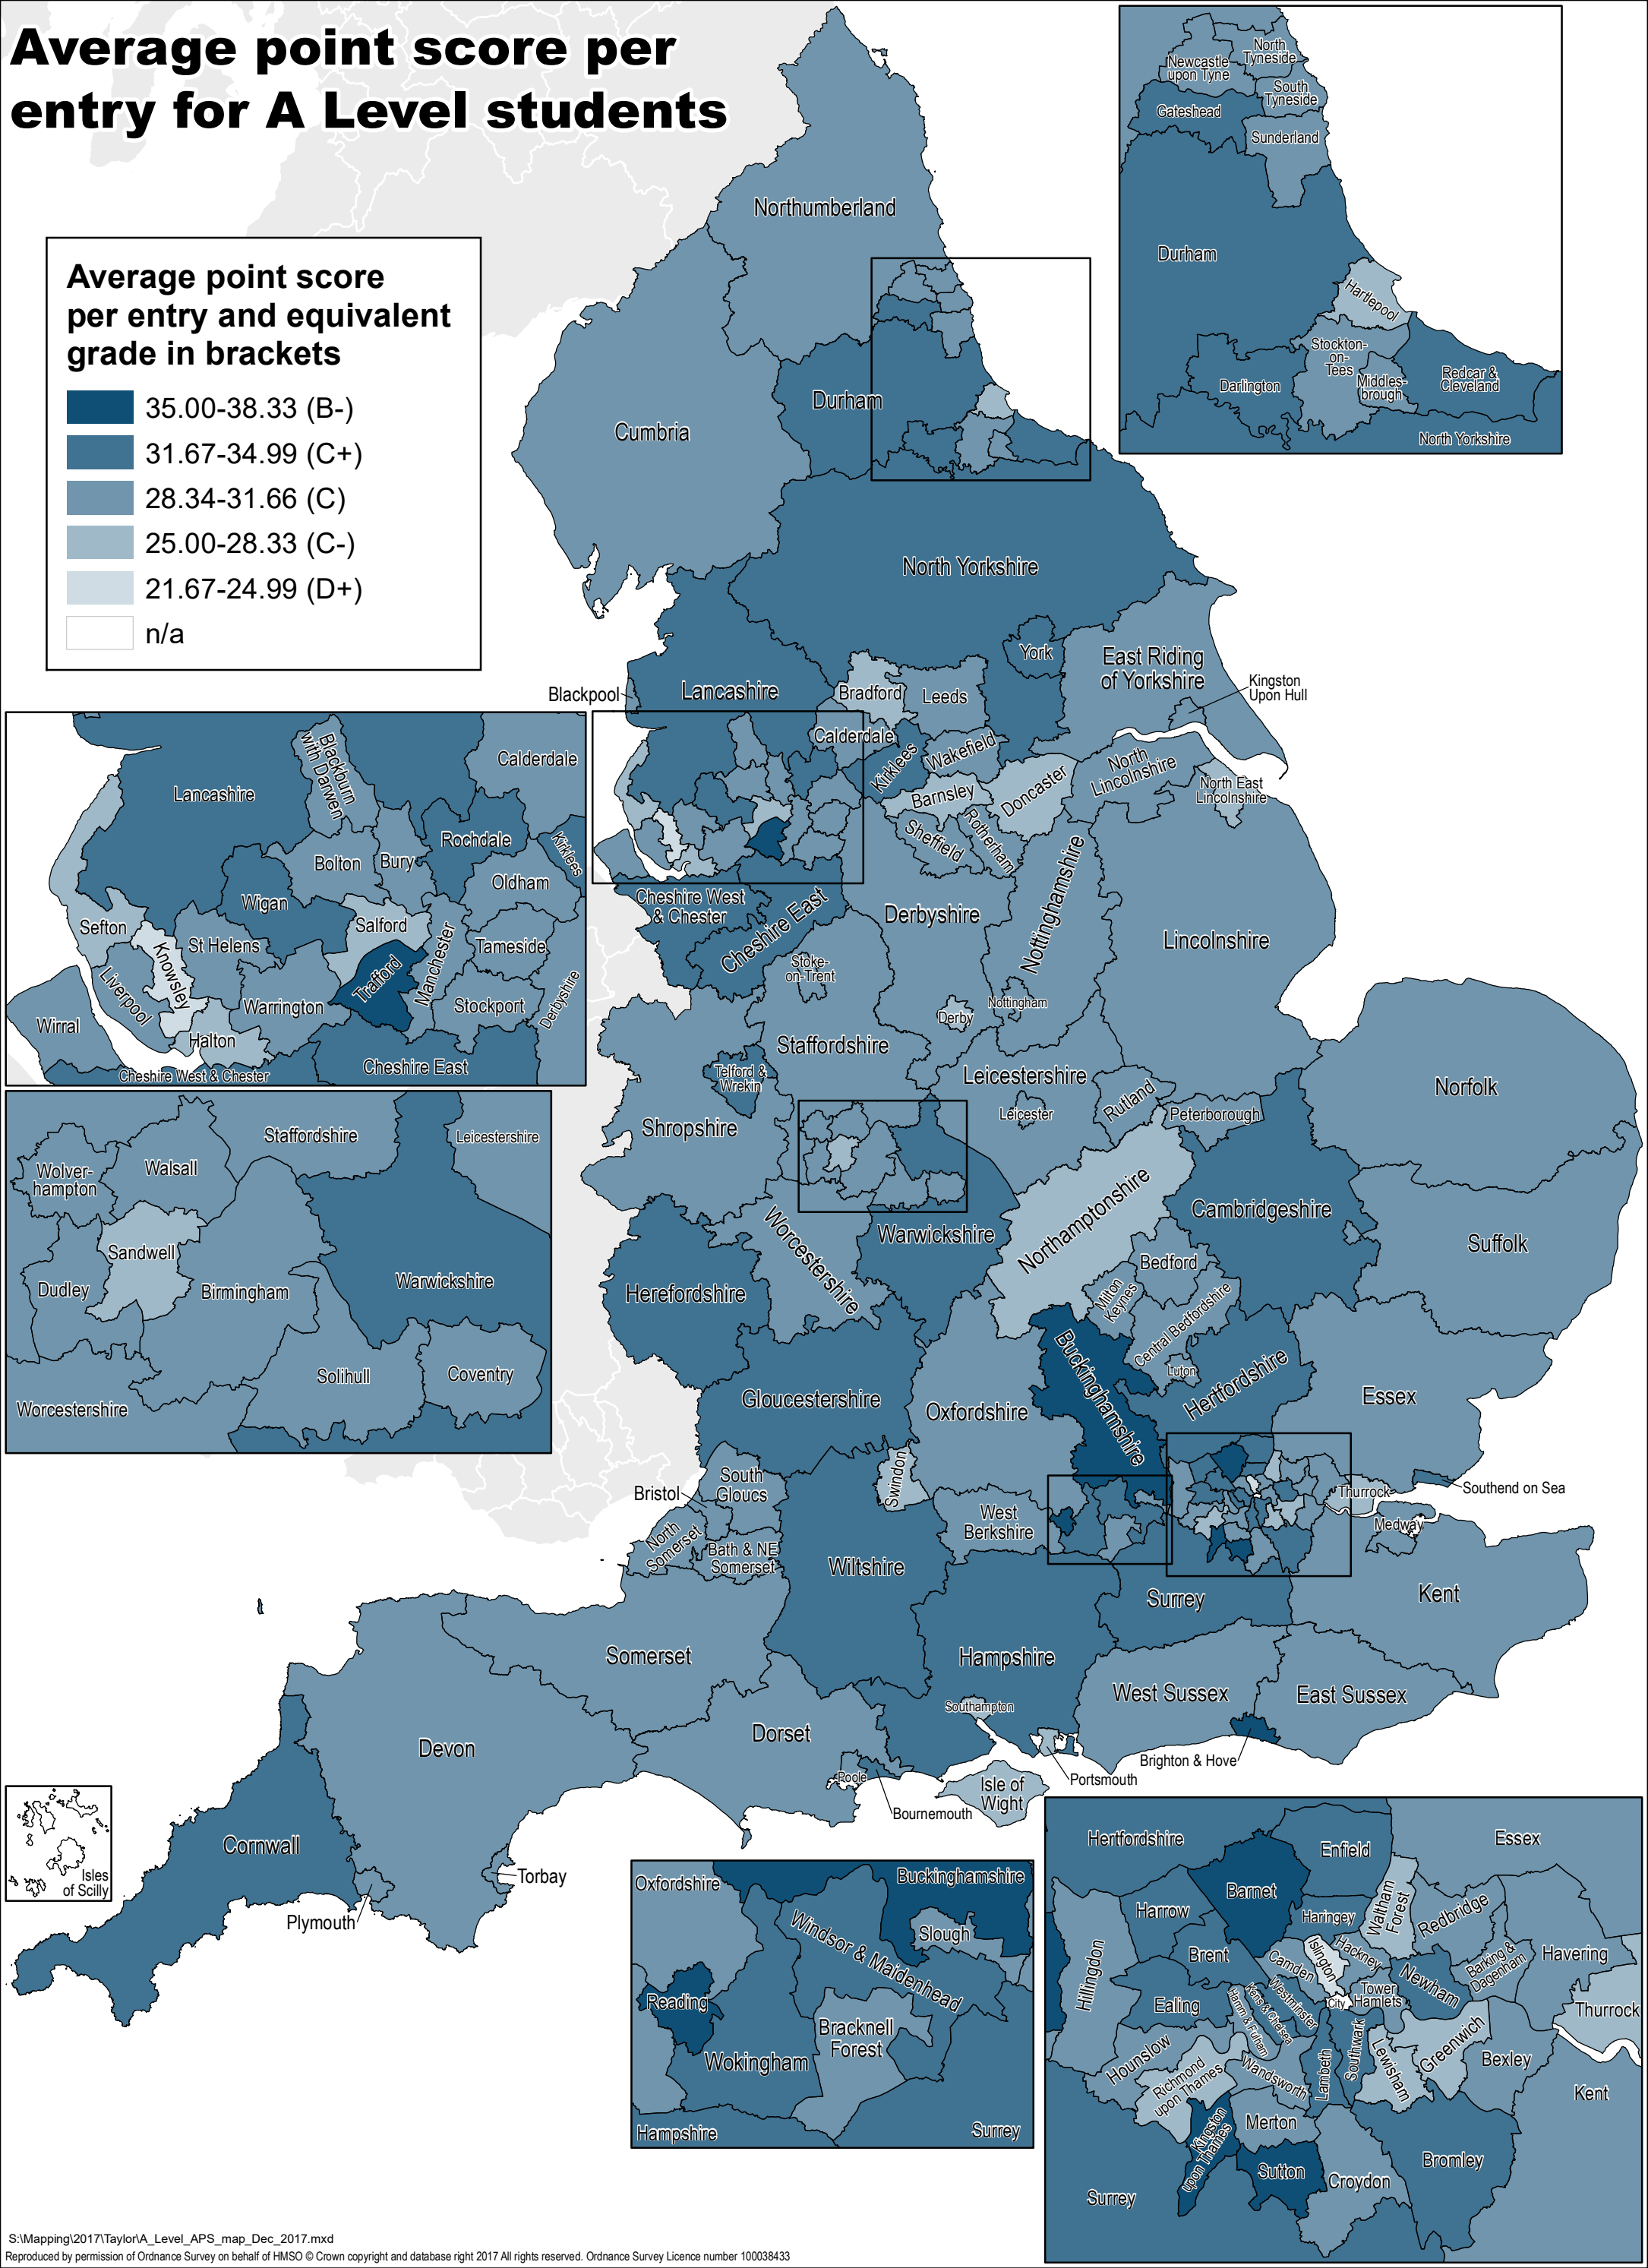 Average point score per
entry for A Level students
Average point score
per entry and equivalent
grade in brackets
35.00-38.33 (B-)
31.67-34.99 (C+)
28.34-31.66 (C)
25.00-28.33 (C-)
21.67-24.99 (D+)
n/a
Newcastle
upon Tyne
North
Tyneside
South
Tyneside
Gateshead
Sunderland
Durham
Hartlepool
Stockton-
on-
Tees
Darlington
Middles-
brough
Redcar &
Cleveland
North Yorkshire
Northumberland
Cumbria
Durham
North Yorkshire
York
East Riding
of Yorkshire
Kingston
Upon Hull
Blackpool
Lancashire
Bradford
Leeds
Calderdale
Kirklees
Wakefield
Barnsley
Doncaster
North
Lincolnshire
North East
Lincolnshire
Sheffield
Rotherham
Cheshire West
& Chester
Cheshire East
Derbyshire
Nottinghamshire
Lincolnshire
Stoke-
on-Trent
Derby
Nottingham
Staffordshire
Telford &
Wrekin
Shropshire
Leicestershire
Leicester
Rutland
Peterborough
Norfolk
Cambridgeshire
Suffolk
Northamptonshire
Warwickshire
Worcestershire
Herefordshire
Bedford
Milton
Keynes
Central Bedfordshire
Luton
Buckinghamshire
Hertfordshire
Essex
Gloucestershire
Oxfordshire
Swindon
South
Gloucs
Bristol
North
Somerset
Bath & NE
Somerset
West
Berkshire
Wiltshire
Thurrock
Southend on Sea
Medway
Kent
Surrey
Hampshire
Somerset
West Sussex
East Sussex
Southampton
Dorset
Devon
Poole
Bournemouth
Isle of
Wight
Portsmouth
Brighton & Hove
Cornwall
Plymouth
Torbay
Isles
of Scilly
Lancashire
Blackburn
with Darwen
Calderdale
Rochdale
Kirklees
Bolton
Bury
Oldham
Wigan
Sefton
Salford
St Helens
Knowsley
Liverpool
Trafford
Manchester
Tameside
Warrington
Stockport
Derbyshire
Wirral
Halton
Cheshire West & Chester
Cheshire East
Staffordshire
Leicestershire
Wolver-
hampton
Walsall
Sandwell
Dudley
Birmingham
Warwickshire
Solihull
Coventry
Worcestershire
Oxfordshire
Buckinghamshire
Slough
Windsor & Maidenhead
Reading
Bracknell
Forest
Wokingham
Hampshire
Surrey
Hertfordshire
Enfield
Essex
Barnet
Harrow
Haringey
Waltham
Forest
Redbridge
Brent
Camden
Islington
Hackney
Newham
Barking &
Dagenham
Havering
Hillingdon
Ealing
Hamm & Fulham
Kens & Chelsea
Westminster
City
Tower
Hamlets
Thurrock
Hounslow
Richmond
upon Thames
Wandsworth
Lambeth
Southwark
Lewisham
Greenwich
Bexley
Kent
Merton
Kingston
upon Thames
Sutton
Croydon
Bromley
Surrey
S:\Mapping\2017\Taylor\A_Level_APS_map_Dec_2017.mxd
Reproduced by permission of Ordnance Survey on behalf of HMSO © Crown copyright and database right 2017 All rights reserved. Ordnance Survey Licence number 100038433